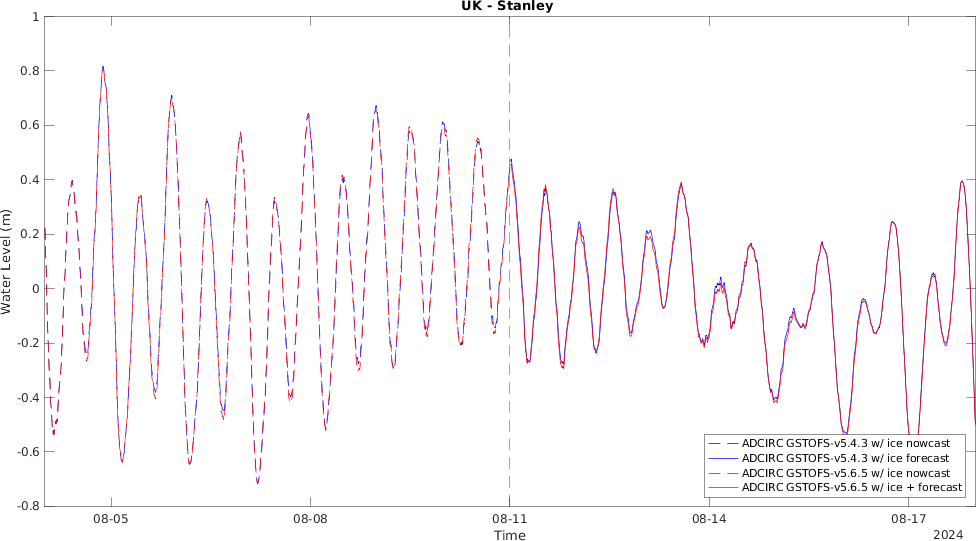 UK - Stanley
1
0.8
0.6
0.4
0.2
0
-0.2
-0.4
-0.6
-0.8
Water Level (m)
08-05
08-08
08-11
08-14
08-17
Time
2024
ADCIRC GSTOFS-v5.4.3 w/ ice nowcast
ADCIRC GSTOFS-v5.4.3 w/ ice forecast
ADCIRC GSTOFS-v5.6.5 w/ ice nowcast
ADCIRC GSTOFS-v5.6.5 w/ ice + forecast